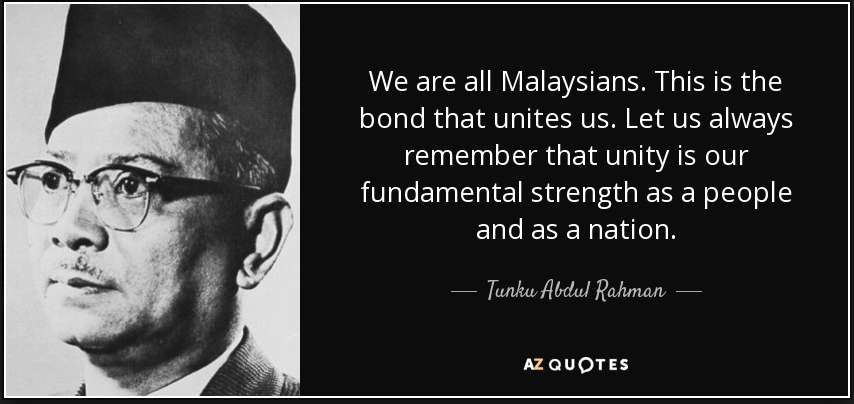 We are all Malaysians. This is the
bond that unites us. Let us always
remember that unity is our
fundamental strength as a people
and as a nation.
Tunku Abdul Rahman
AZ QUOTES